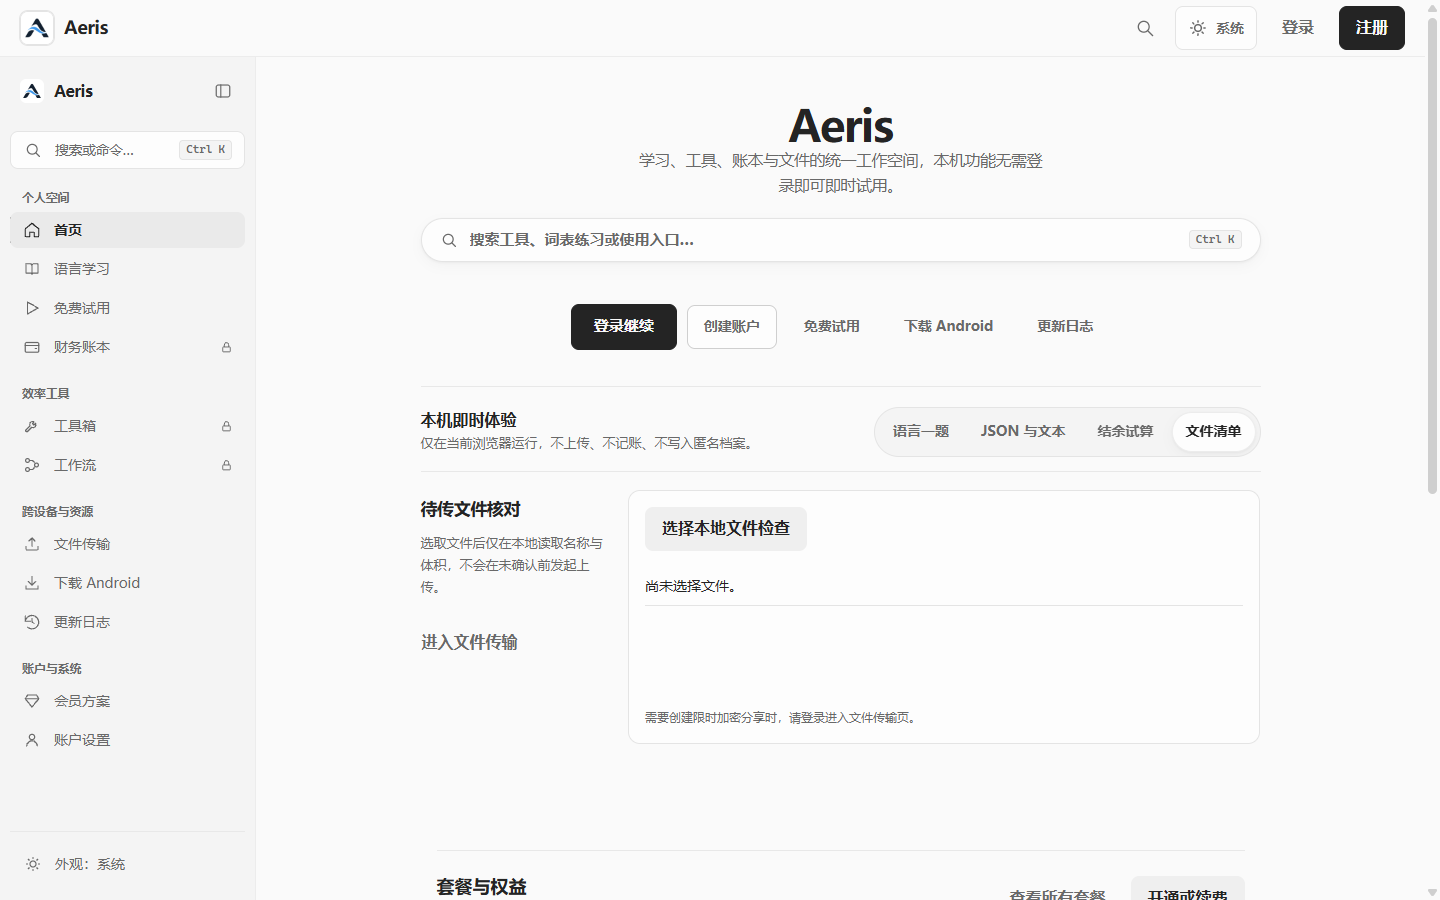 Aeris
系统
登录
注册
Aeris
搜索或命令...
Ctrl K
个人空间
首页
语言学习
免费试用
财务账本
效率工具
工具箱
工作流
跨设备与资源
文件传输
下载 Android
更新日志
账户与系统
会员方案
账户设置
外观：系统
Aeris
学习、工具、账本与文件的统一工作空间，本机功能无需登
录即可即时试用。
搜索工具、词表练习或使用入口...
Ctrl K
登录继续
创建账户
免费试用
下载 Android
更新日志
本机即时体验
仅在当前浏览器运行，不上传、不记账、不写入匿名档案。
语言一题
JSON 与文本
结余试算
文件清单
待传文件核对
选取文件后仅在本地读取名称与
体积，不会在未确认前发起上
传。
进入文件传输
选择本地文件检查
尚未选择文件。
需要创建限时加密分享时，请登录进入文件传输页。
套餐与权益
查看所有套餐
开通或续费